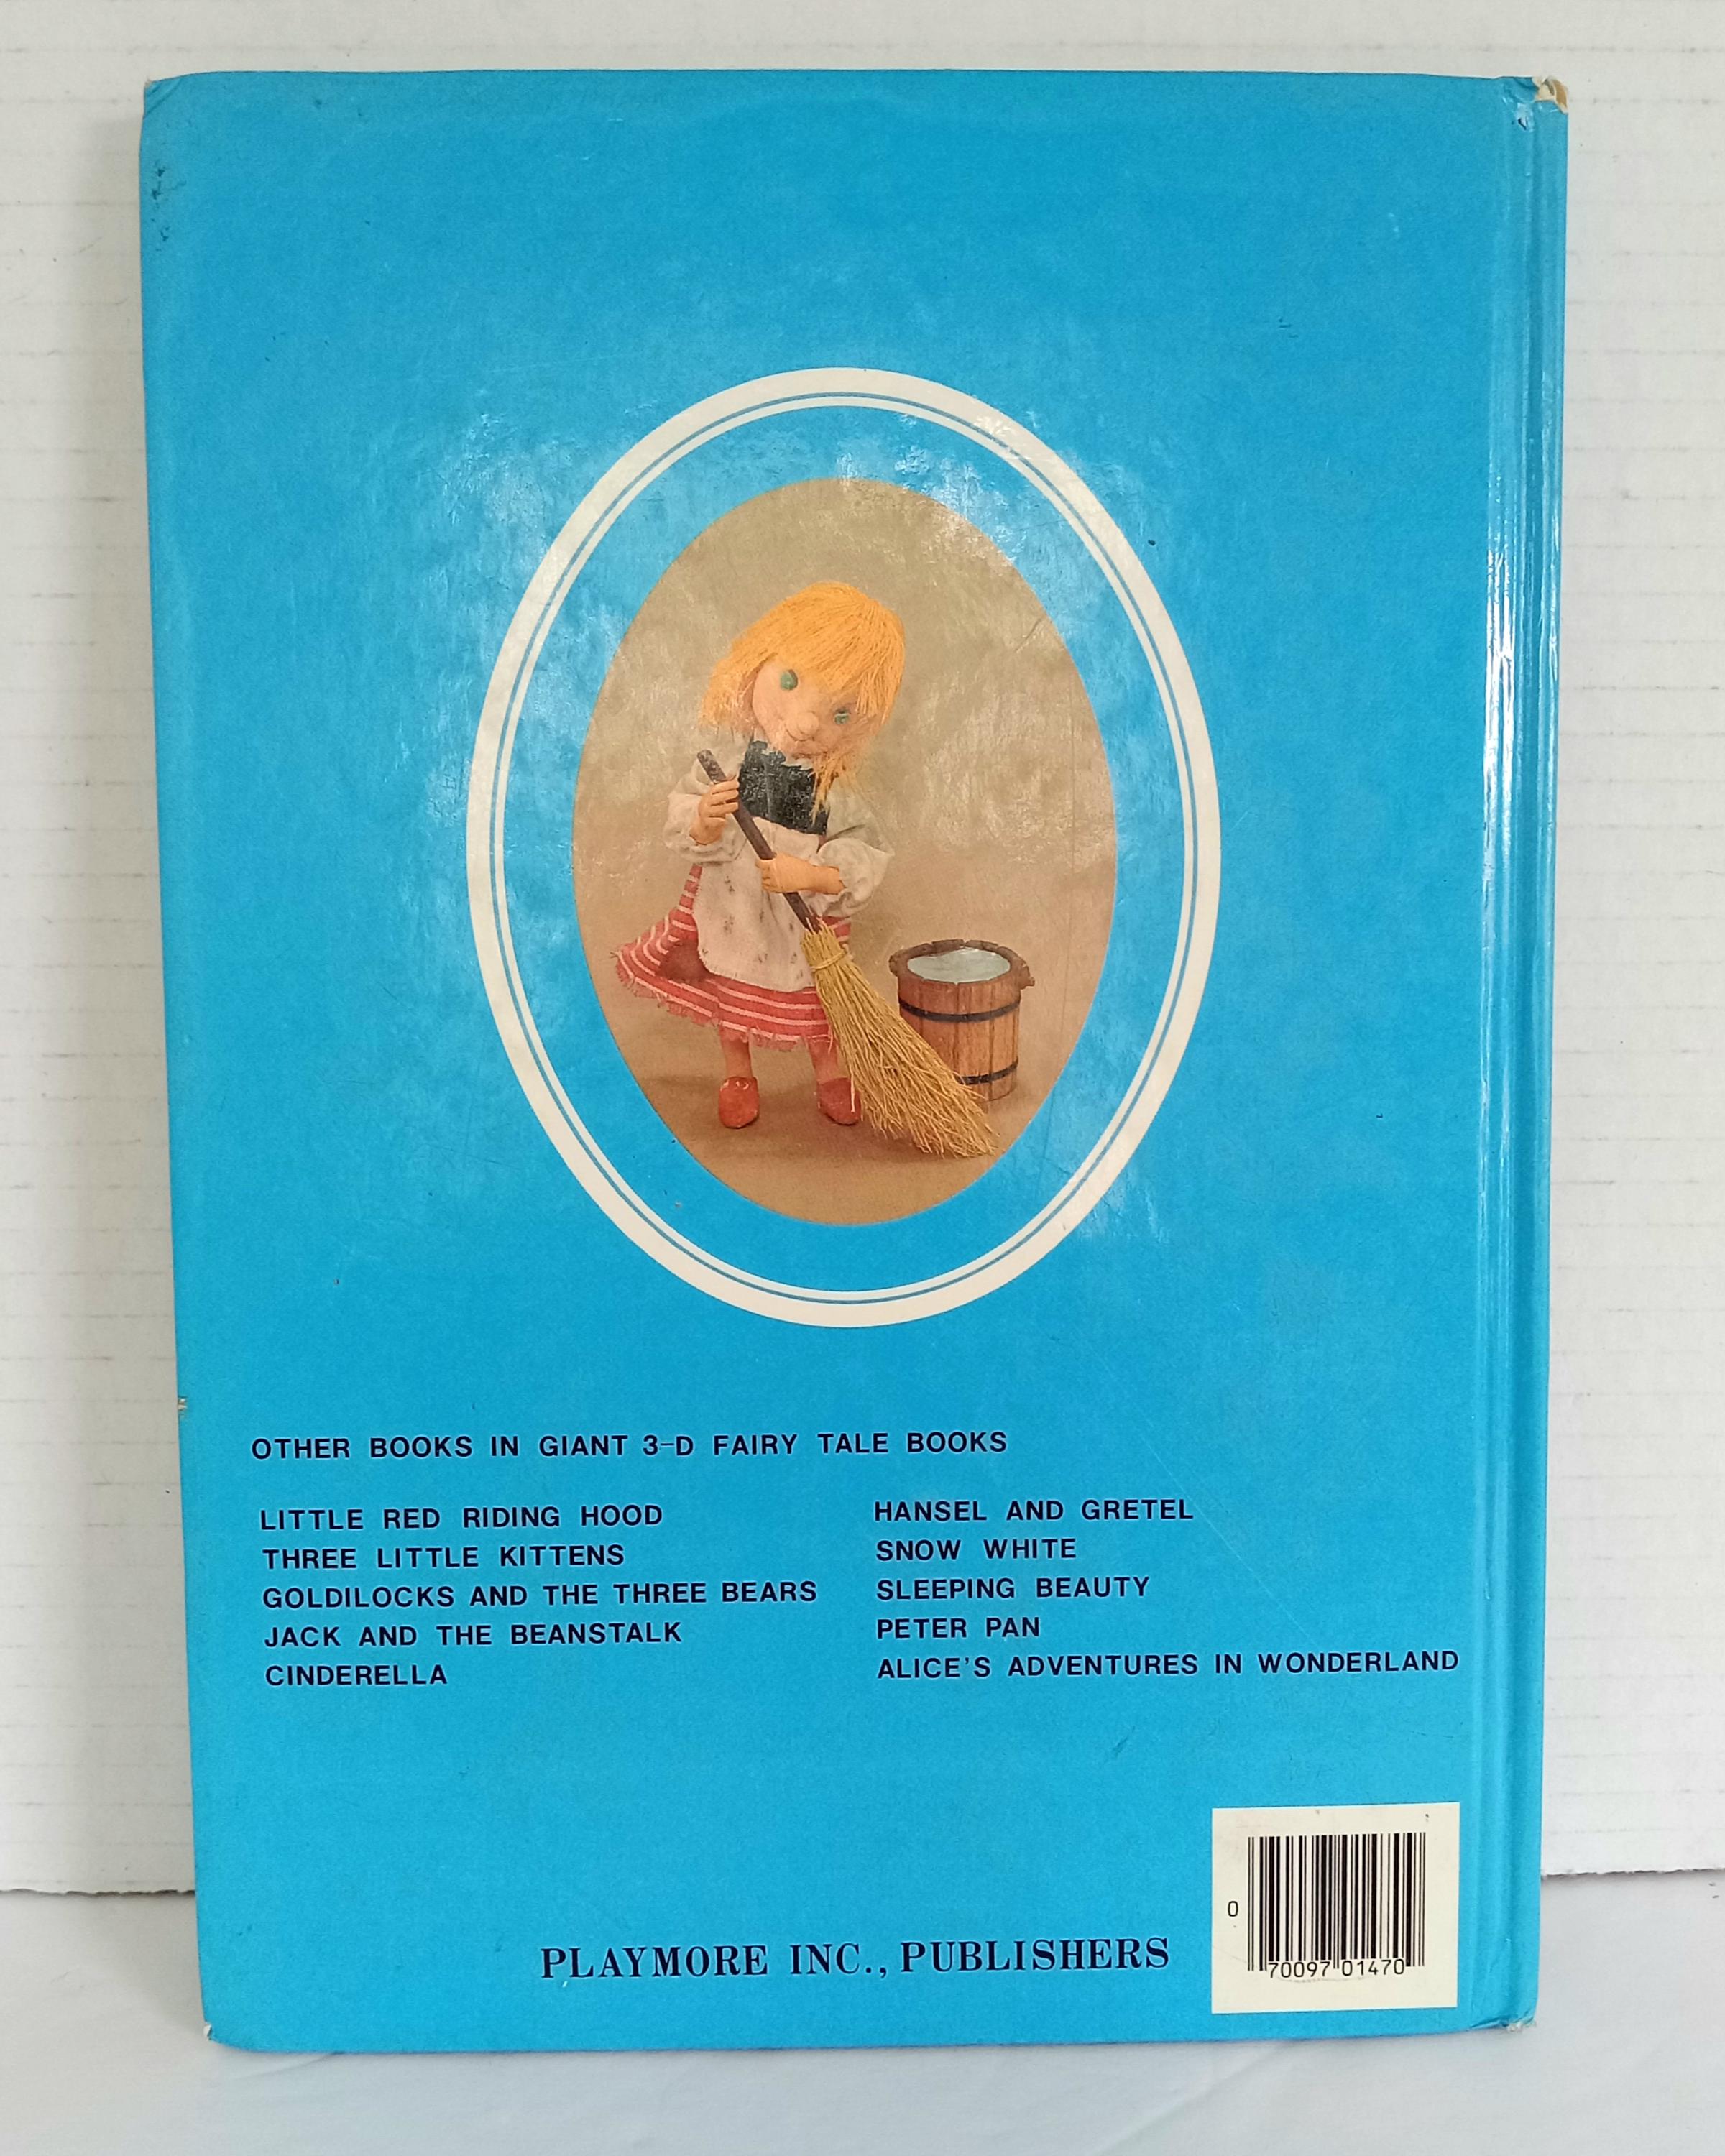 OTHER BOOKS IN GIANT 3-D FAIRY TALE BOOKS
LITTLE RED RIDING HOOD
THREE LITTLE KITTENS
GOLDILOCKS AND THE THREE BEARS
JACK AND THE BEANSTALK
CINDERELLA
HANSEL AND GRETEL
SNOW WHITE
SLEEPING BEAUTY
PETER PAN
ALICE'S ADVENTURES IN WONDERLAND
PLAYMORE INC., PUBLISHERS
0 70097 01470